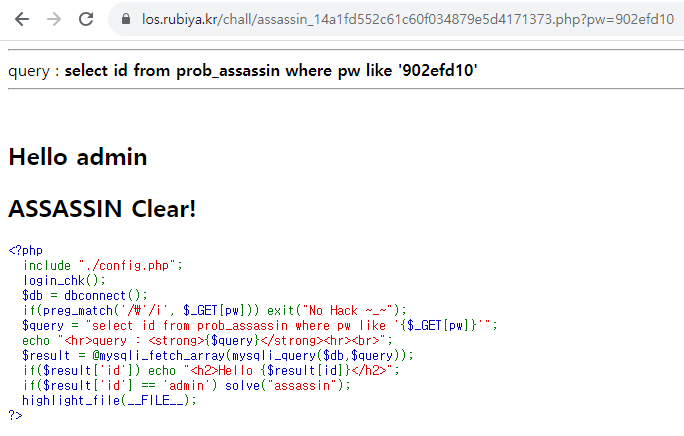 los.rubiya.kr/chall/assassin_14a1fd552c61c60f034879e5d4171373.php?pw=902efd10
query : select id from prob_assassin where pw like '902efd10'
Hello admin
ASSASSIN Clear!
<?php
  include "./config.php";
  login_chk();
  $db = dbconnect();
  if(preg_match('/₩'/i', $_GET[pw])) exit("No Hack ~_~");
  $query = "select id from prob_assassin where pw like '{$_GET[pw]}'";
  echo "<hr>query : <strong>{$query}</strong><hr><br>";
  $result = @mysqli_fetch_array(mysqli_query($db,$query));
  if($result['id']) echo "<h2>Hello {$result[id]}</h2>";
  if($result['id'] == 'admin') solve("assassin");
  highlight_file(__FILE__);
?>